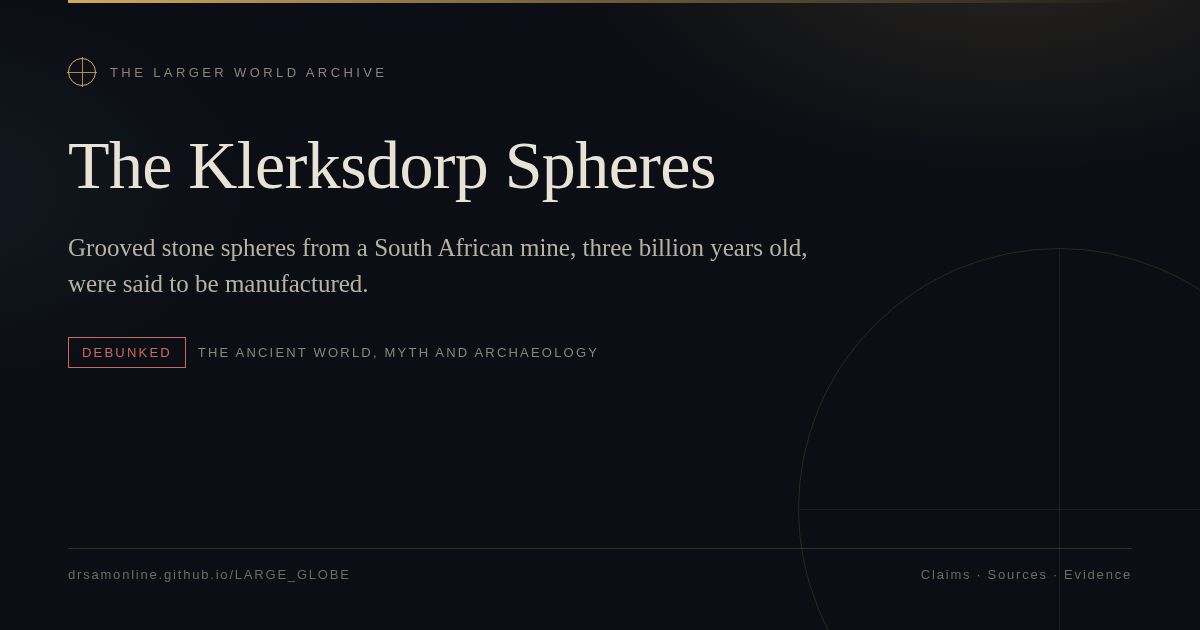 THE LARGER WORLD ARCHIVE
The Klerksdorp Spheres
Grooved stone spheres from a South African mine, three billion years old,
were said to be manufactured.
DEBUNKED THE ANCIENT WORLD, MYTH AND ARCHAEOLOGY
drsamonline.github.io/LARGE_GLOBE Claims · Sources · Evidence